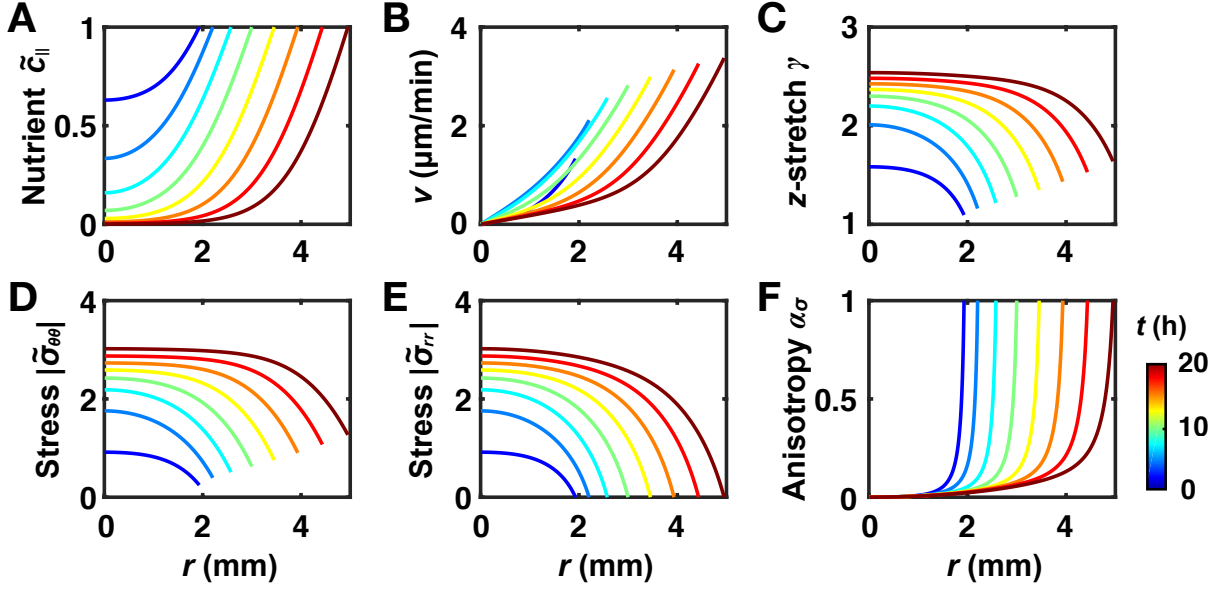 A
Nutrient c̃∥
1
0.5
0
0 2 4
B
v (μm/min)
4
2
0
0 2 4
C
z-stretch γ
3
2
1
0 2 4
D
Stress |σ̃θθ|
4
2
0
0 2 4
r (mm)
E
Stress |σ̃rr|
4
2
0
0 2 4
r (mm)
F
Anisotropy ασ
1
0.5
0
0 2 4
r (mm)
t (h)
20
10
0